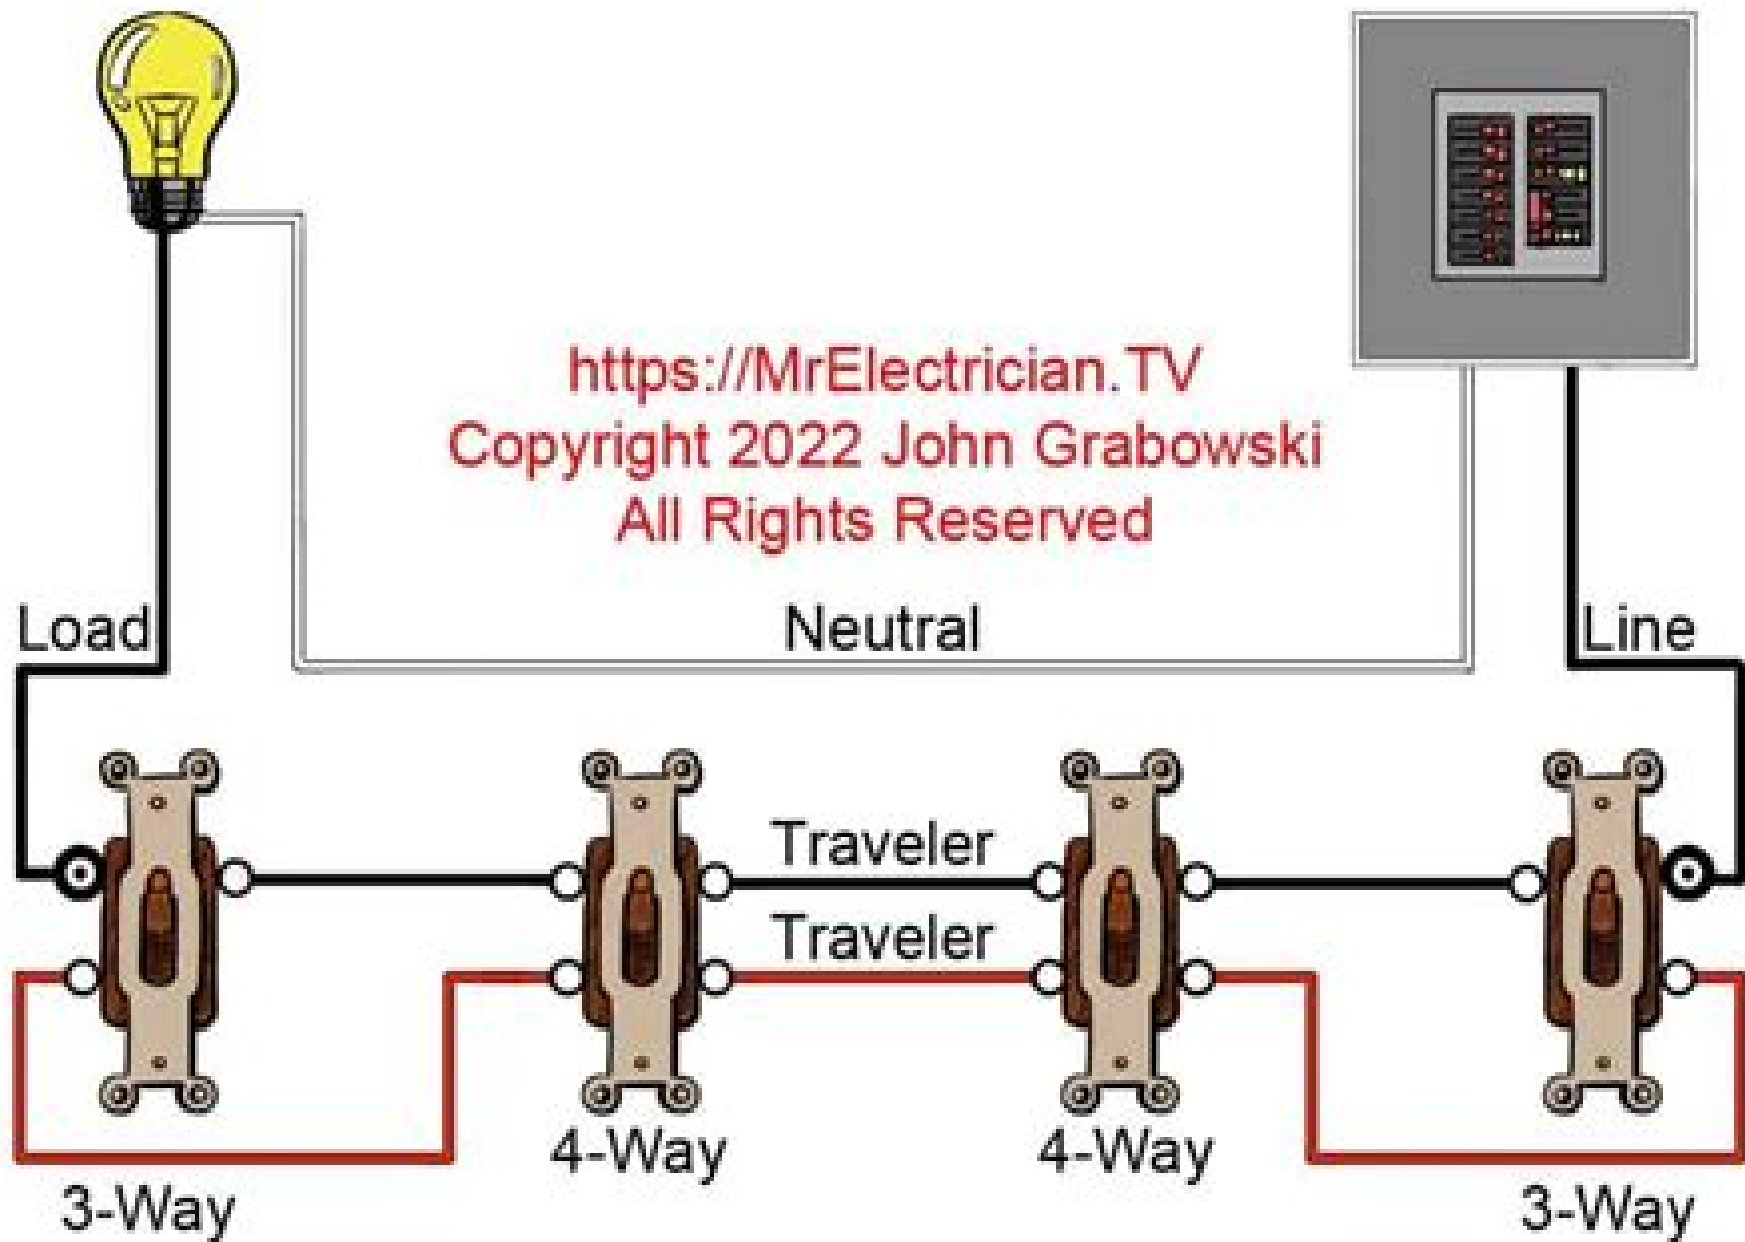 https://MrElectrician.TV
Copyright 2022 John Grabowski
All Rights Reserved
Load
Neutral
Line
Traveler
Traveler
4-Way
4-Way
3-Way
3-Way